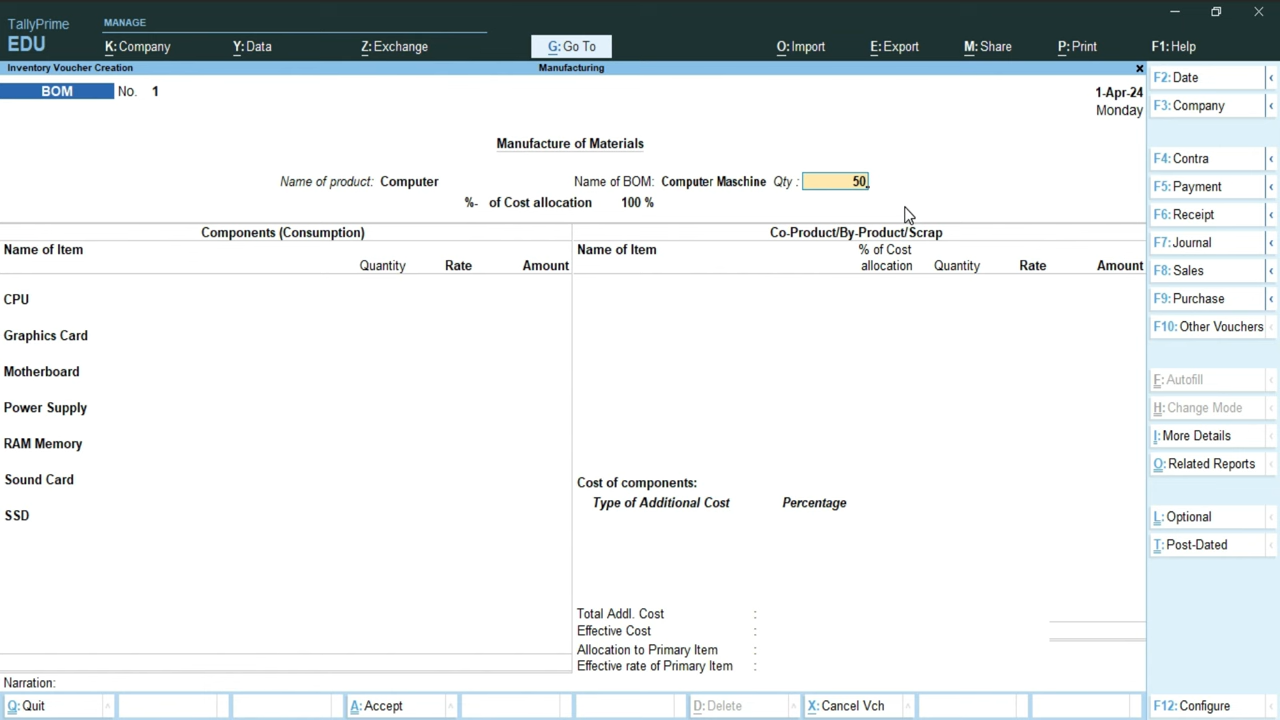 TallyPrime
EDU
MANAGE
K: Company
Y: Data
Z: Exchange
G: Go To
O: Import
E: Export
M: Share
P: Print
F1: Help
Inventory Voucher Creation
Manufacturing
BOM No. 1
1-Apr-24
Monday
Manufacture of Materials
Name of product: Computer
Name of BOM: Computer Maschine Qty : 50
%- of Cost allocation 100 %
Components (Consumption)
Name of Item
Quantity Rate Amount
CPU
Graphics Card
Motherboard
Power Supply
RAM Memory
Sound Card
SSD
Co-Product/By-Product/Scrap
Name of Item
% of Cost
allocation Quantity Rate Amount
Cost of components:
Type of Additional Cost Percentage
Total Addl. Cost :
Effective Cost :
Allocation to Primary Item :
Effective rate of Primary Item :
Narration:
F2: Date
F3: Company
F4: Contra
F5: Payment
F6: Receipt
F7: Journal
F8: Sales
F9: Purchase
F10: Other Vouchers
F: Autofill
H: Change Mode
I: More Details
O: Related Reports
L: Optional
T: Post-Dated
Q: Quit
A: Accept
D: Delete
X: Cancel Vch
F12: Configure